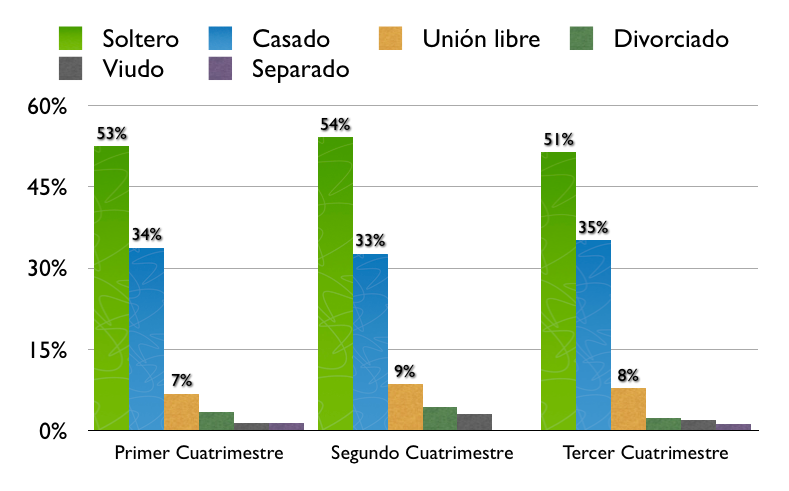 Soltero Casado Unión libre Divorciado
Viudo Separado
60%
45%
30%
15%
0%
53% 34% 7%
54% 33% 9%
51% 35% 8%
Primer Cuatrimestre Segundo Cuatrimestre Tercer Cuatrimestre